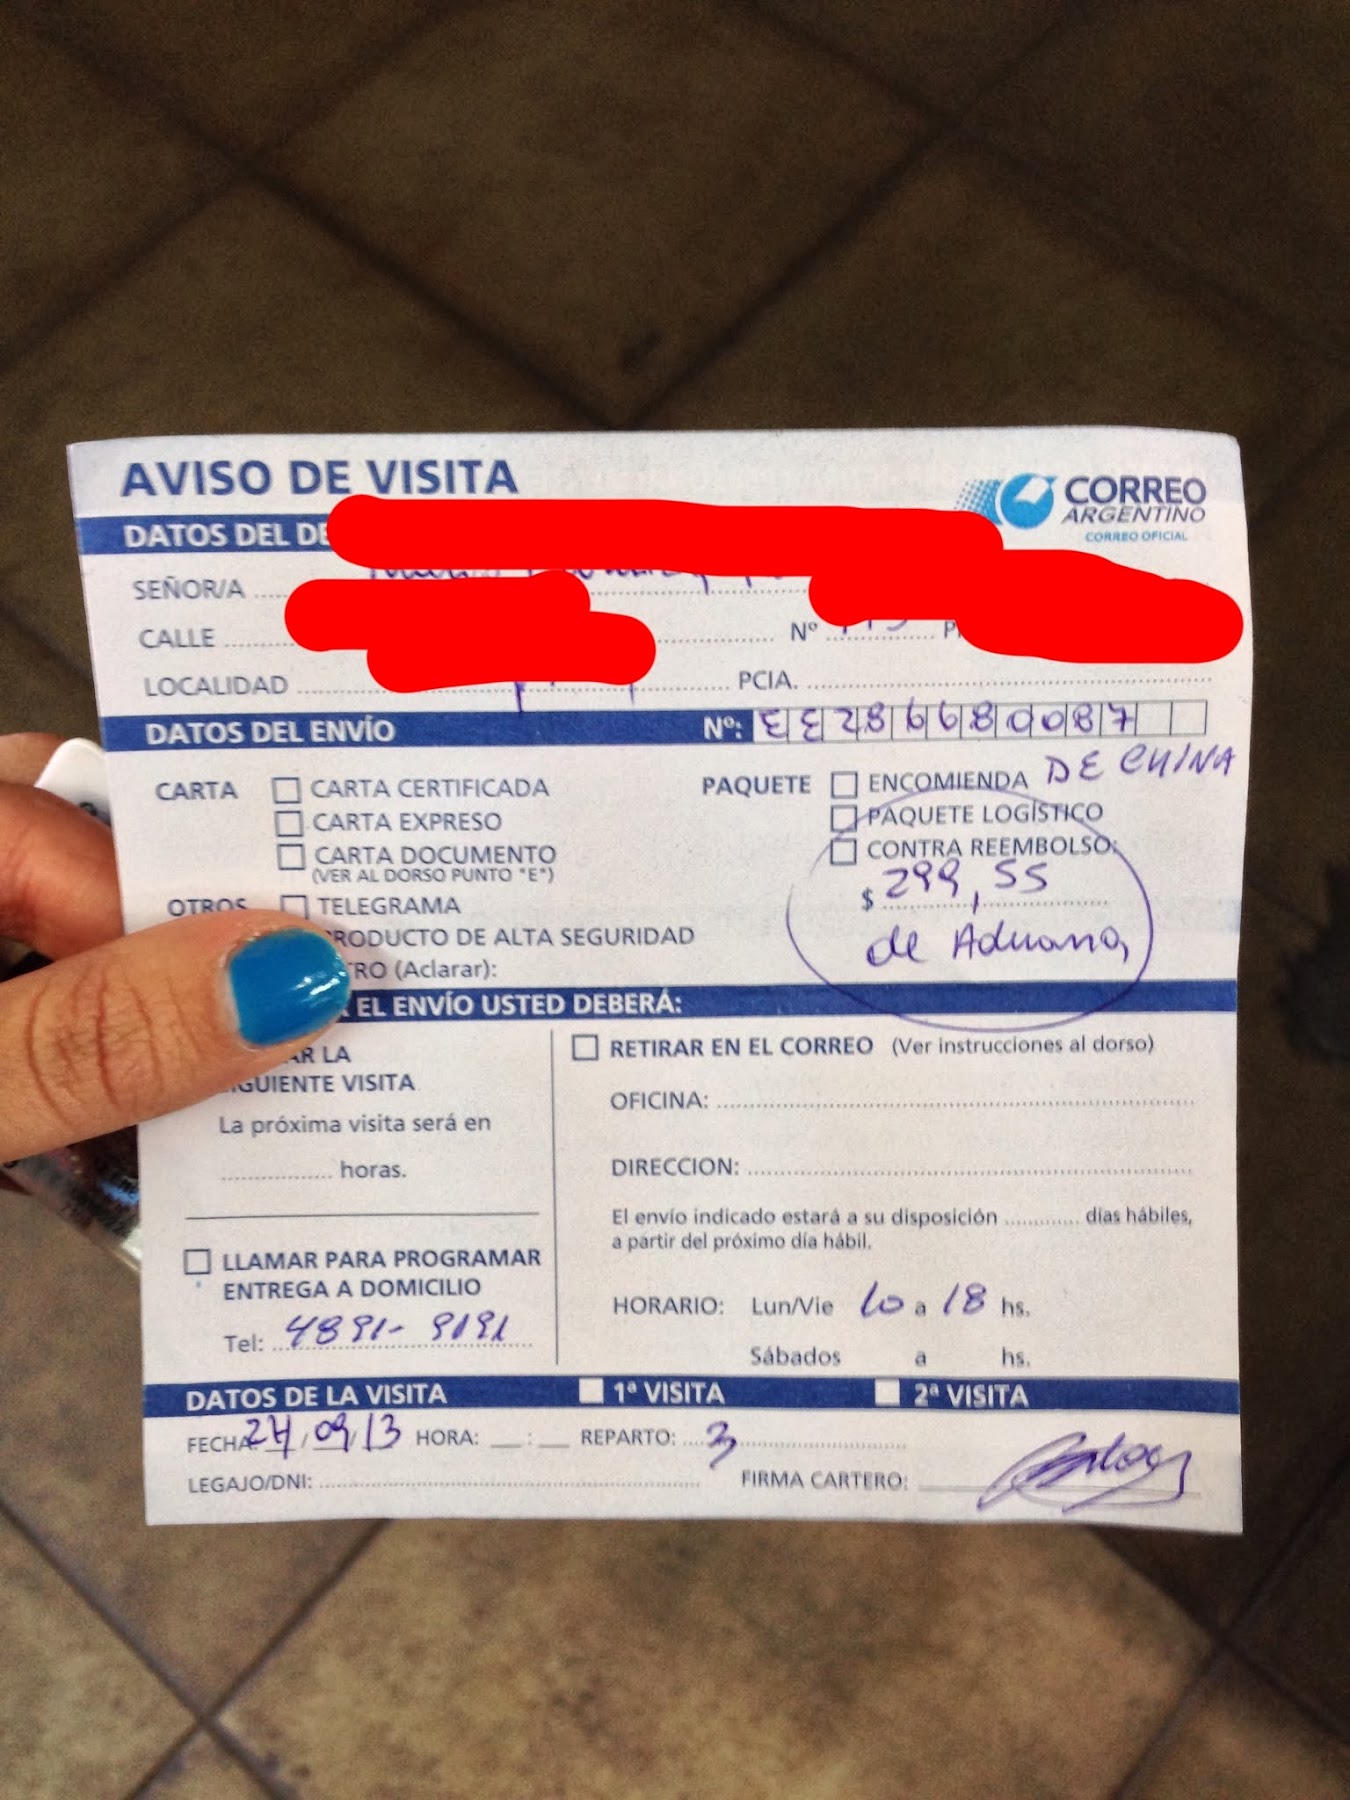 AVISO DE VISITA
CORREO
ARGENTINO
CORREO OFICIAL
DATOS DEL DE
SEÑOR/A
CALLE Nº
LOCALIDAD PCIA.
DATOS DEL ENVÍO Nº: EE286680087
CARTA CARTA CERTIFICADA PAQUETE ENCOMIENDA DE CHINA
CARTA EXPRESO PAQUETE LOGÍSTICO
CARTA DOCUMENTO CONTRA REEMBOLSO:
(VER AL DORSO PUNTO "E")
$ 299,55
OTROS TELEGRAMA
RODUCTO DE ALTA SEGURIDAD de Aduana
TRO (Aclarar):
EL ENVÍO USTED DEBERÁ:
AR LA RETIRAR EN EL CORREO (Ver instrucciones al dorso)
IGUIENTE VISITA
OFICINA:
La próxima visita será en
horas. DIRECCION:
El envío indicado estará a su disposición días hábiles,
a partir del próximo día hábil.
LLAMAR PARA PROGRAMAR
ENTREGA A DOMICILIO
HORARIO: Lun/Vie 10 a 18 hs.
Tel: 4891-9191
Sábados a hs.
DATOS DE LA VISITA 1ª VISITA 2ª VISITA
FECHA: 24/09/13 HORA: : REPARTO: 3
LEGAJO/DNI: FIRMA CARTERO: